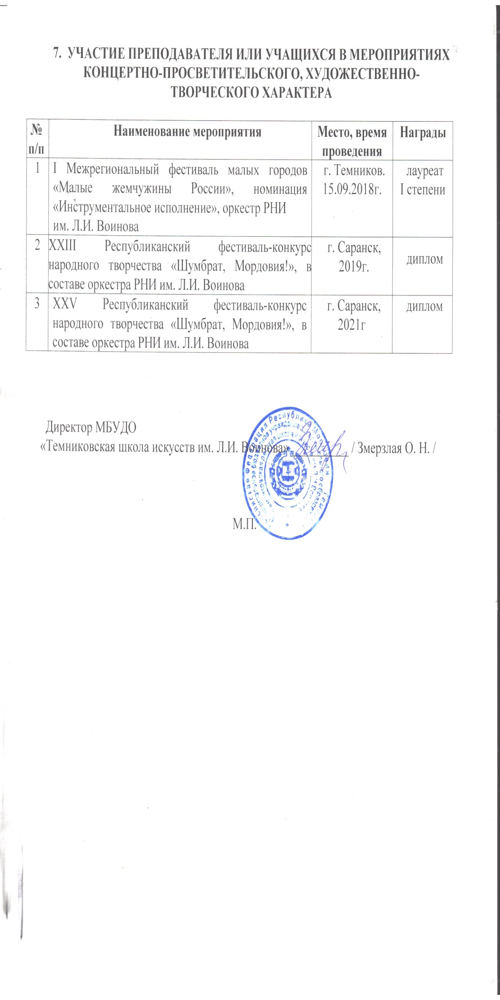 7. УЧАСТИЕ ПРЕПОДАВАТЕЛЯ ИЛИ УЧАЩИХСЯ В МЕРОПРИЯТИЯХ
КОНЦЕРТНО-ПРОСВЕТИТЕЛЬСКОГО, ХУДОЖЕСТВЕННО-
ТВОРЧЕСКОГО ХАРАКТЕРА
№ п/п
Наименование мероприятия
Место, время
проведения
Награды
1
I Межрегиональный фестиваль малых городов
«Малые жемчужины России», номинация
«Инструментальное исполнение», оркестр РНИ
им. Л.И. Воинова
г. Темников.
15.09.2018г.
лауреат
I степени
2
XXIII Республиканский фестиваль-конкурс
народного творчества «Шумбрат, Мордовия!», в
составе оркестра РНИ им. Л.И. Воинова
г. Саранск,
2019г.
диплом
3
XXV Республиканский фестиваль-конкурс
народного творчества «Шумбрат, Мордовия!», в
составе оркестра РНИ им. Л.И. Воинова
г. Саранск,
2021г
диплом
Директор МБУДО
«Темниковская школа искусств им. Л.И. Воинова» / Змерзлая О. Н. /
М.П.
Федерация Республика Мордовия